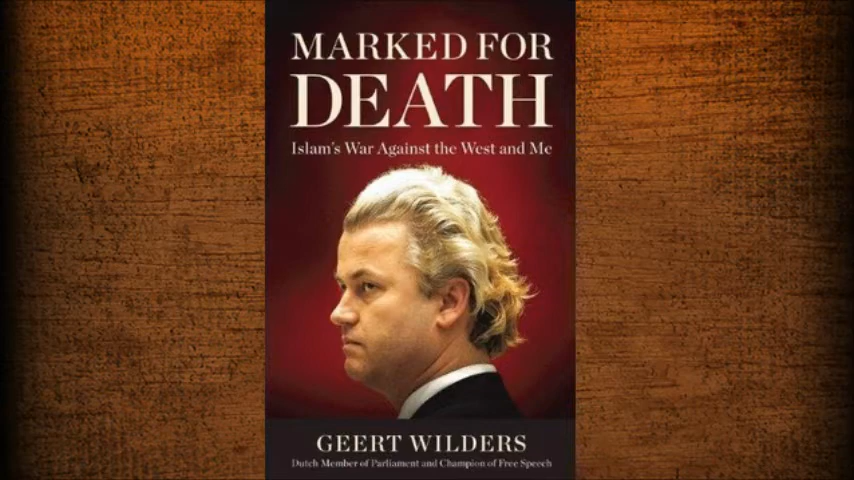 MARKED FOR
DEATH
Islam's War Against the West and Me
GEERT WILDERS
Dutch Member of Parliament and Champion of Free Speech